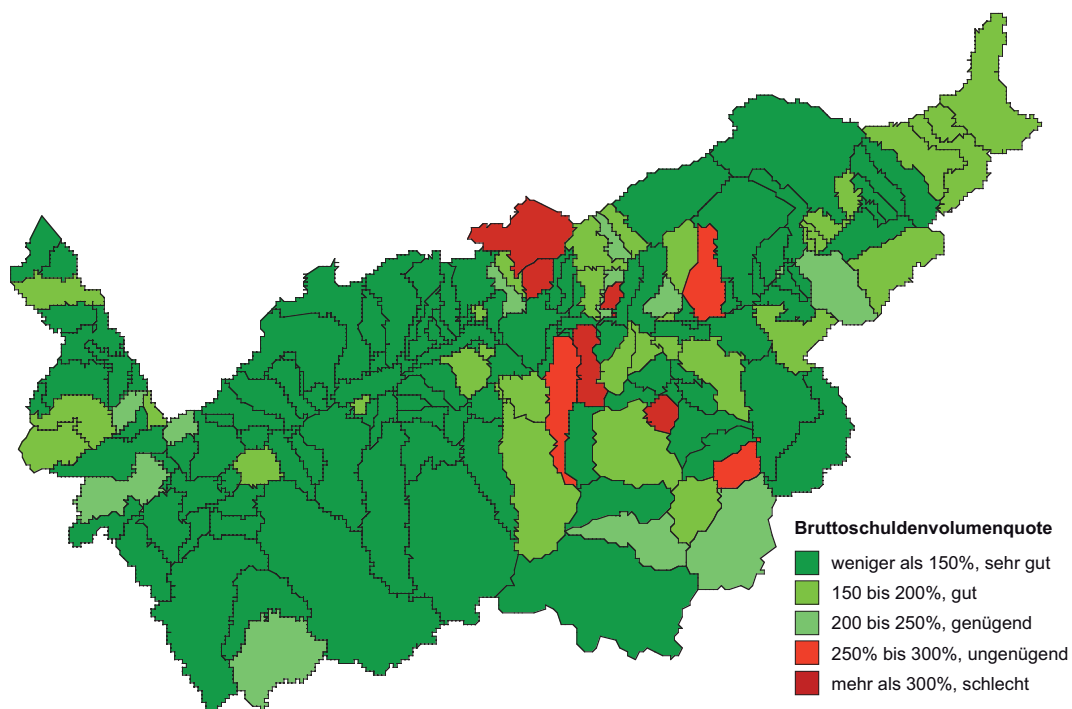 Bruttoschuldenvolumenquote
weniger als 150%, sehr gut
150 bis 200%, gut
200 bis 250%, genügend
250% bis 300%, ungenügend
mehr als 300%, schlecht